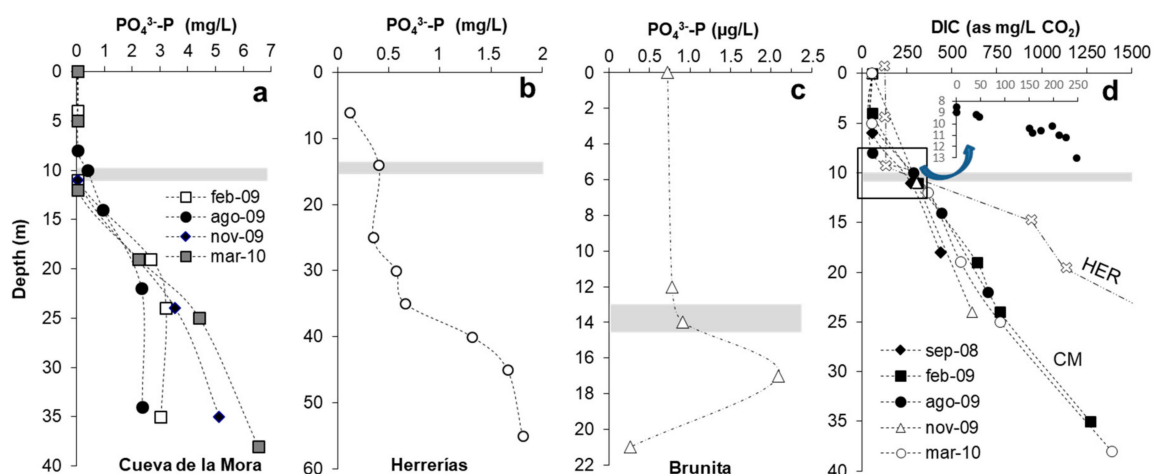 PO₄³⁻-P (mg/L)
0 1 2 3 4 5 6 7
Depth (m)
0
5
10
15
20
25
30
35
40
a
feb-09
ago-09
nov-09
mar-10
Cueva de la Mora
PO₄³⁻-P (mg/L)
0 0.5 1 1.5 2
0
10
20
30
40
50
60
b
Herrerías
PO₄³⁻-P (µg/L)
0 0.5 1 1.5 2 2.5
0
2
4
6
8
10
12
14
16
18
20
22
c
Brunita
DIC (as mg/L CO₂)
0 250 500 750 1000 1250 1500
0
5
10
15
20
25
30
35
40
d
0 50 100 150 200 250
8
9
10
11
12
13
HER
CM
sep-08
feb-09
ago-09
nov-09
mar-10